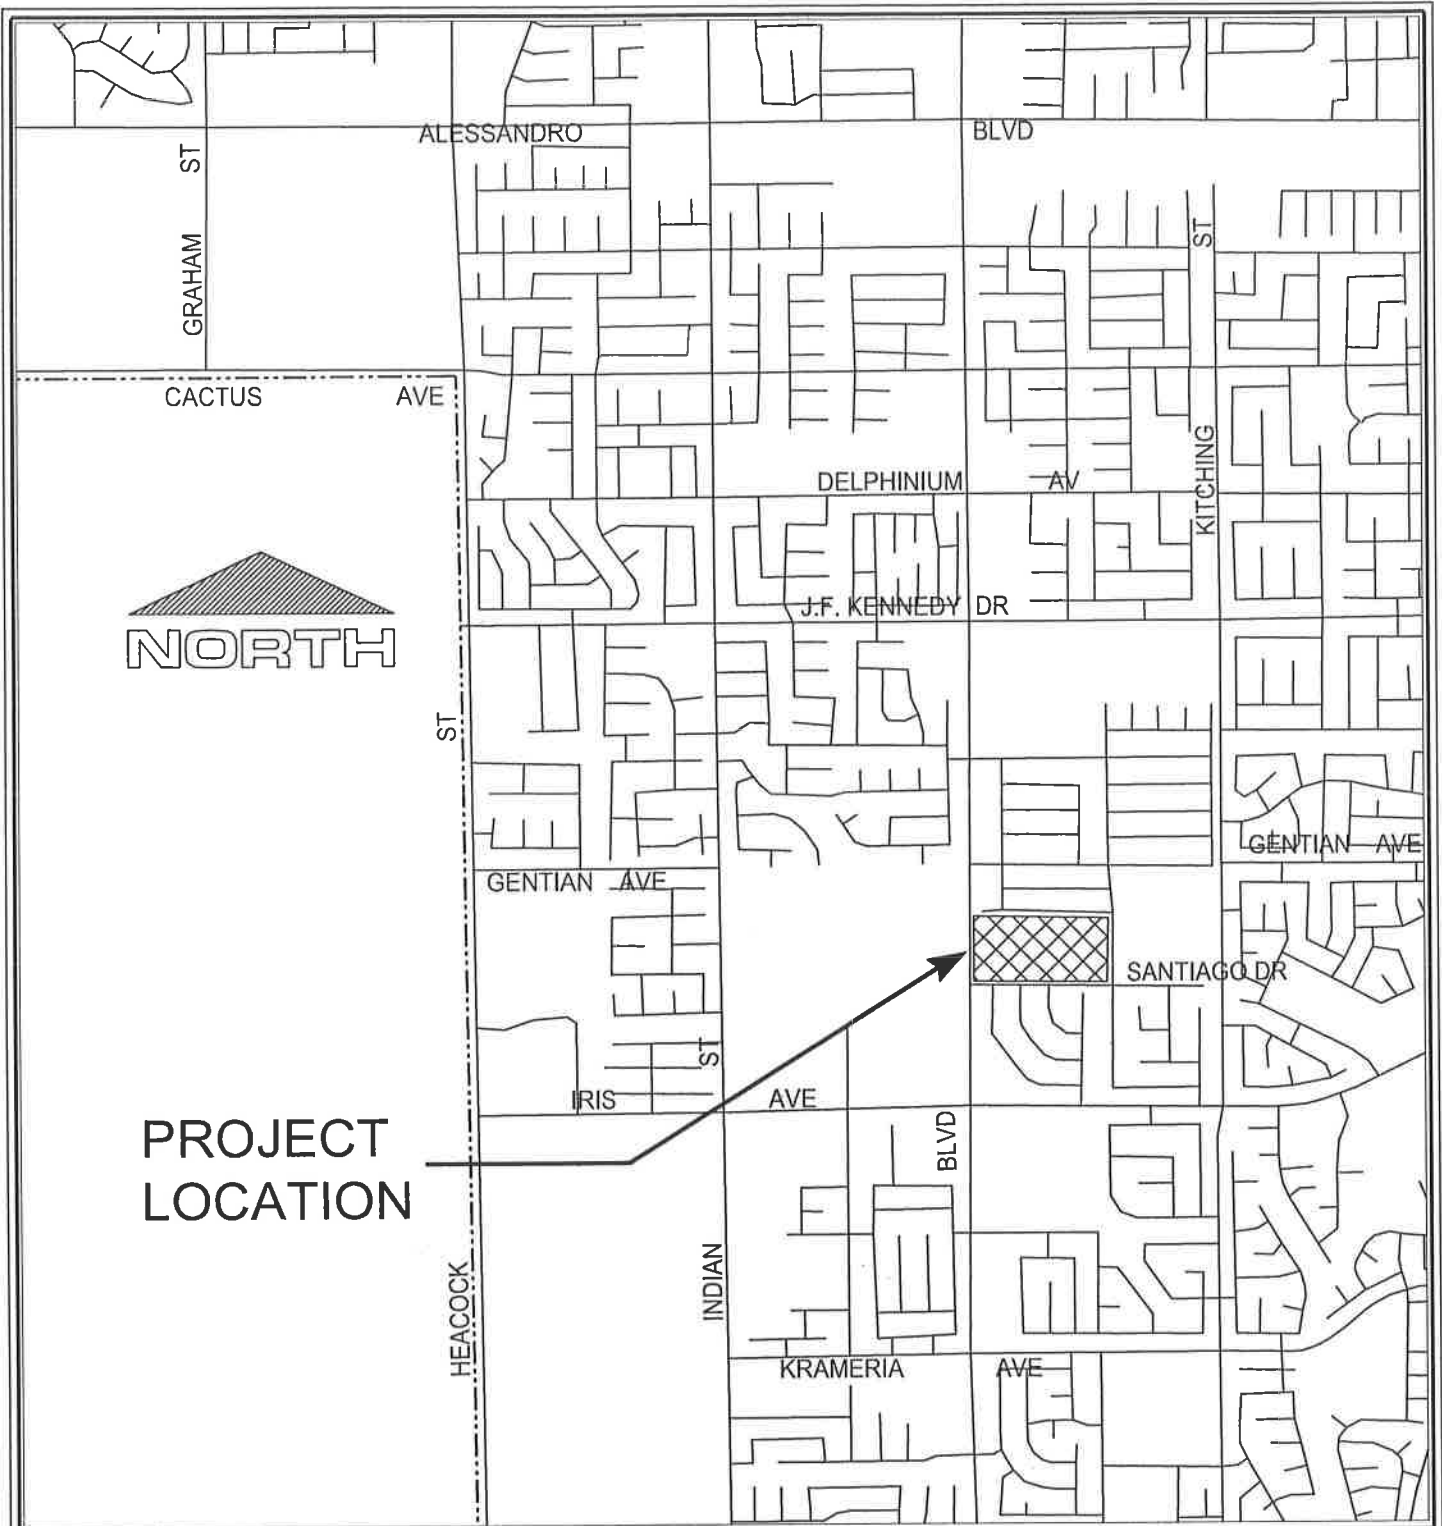 ALESSANDRO BLVD
GRAHAM ST
ST
CACTUS AVE
DELPHINIUM AV
KITCHING
J.F. KENNEDY DR
NORTH
ST
GENTIAN AVE
GENTIAN AVE
SANTIAGO DR
ST
IRIS AVE
BLVD
PROJECT
LOCATION
HEACOCK
INDIAN
KRAMERIA AVE